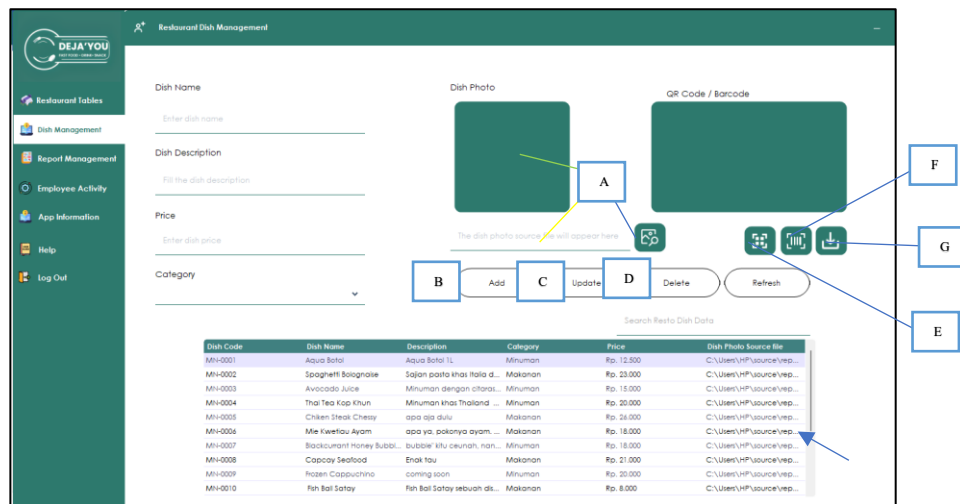 DEJA'YOU
Restaurant Dish Management
Restaurant Tables
Dish Management
Report Management
Employee Activity
App Information
Help
Log Out
Dish Name
Enter dish name
Dish Description
Fill the dish description
Price
Enter dish price
Category
Dish Photo
QR Code / Barcode
The dish photo source file will appear here
A
F
G
E
B
Add
C
Update
D
Delete
Refresh
Search Resto Dish Data
Dish Code Dish Name Description Category Price Dish Photo Source file
MN-0001 Aqua Botol Aqua Botol 1L Minuman Rp. 12.500 C:\Users\HP\source\rep...
MN-0002 Spaghetti Bolognaise Sajian pasta khas Italia d... Makanan Rp. 23.000 C:\Users\HP\source\rep...
MN-0003 Avocado Juice Minuman dengan citaras... Minuman Rp. 15.000 C:\Users\HP\source\rep...
MN-0004 Thai Tea Kop Khun Minuman khas Thailand ... Minuman Rp. 20.000 C:\Users\HP\source\rep...
MN-0005 Chiken Steak Chessy apa aja dulu Makanan Rp. 26.000 C:\Users\HP\source\rep...
MN-0006 Mie Kwetiau Ayam apa ya, pokonya ayam. ... Makanan Rp. 18.000 C:\Users\HP\source\rep...
MN-0007 Blackcurrant Honey Bubbl... bubble' kitu ceunah, nan... Minuman Rp. 18.000 C:\Users\HP\source\rep...
MN-0008 Capcay Seafood Enak tau Makanan Rp. 21.000 C:\Users\HP\source\rep...
MN-0009 Frozen Cappuchino coming soon Minuman Rp. 20.000 C:\Users\HP\source\rep...
MN-0010 Fish Ball Satay Fish Ball Satay sebuah dis... Makanan Rp. 8.000 C:\Users\HP\source\rep...